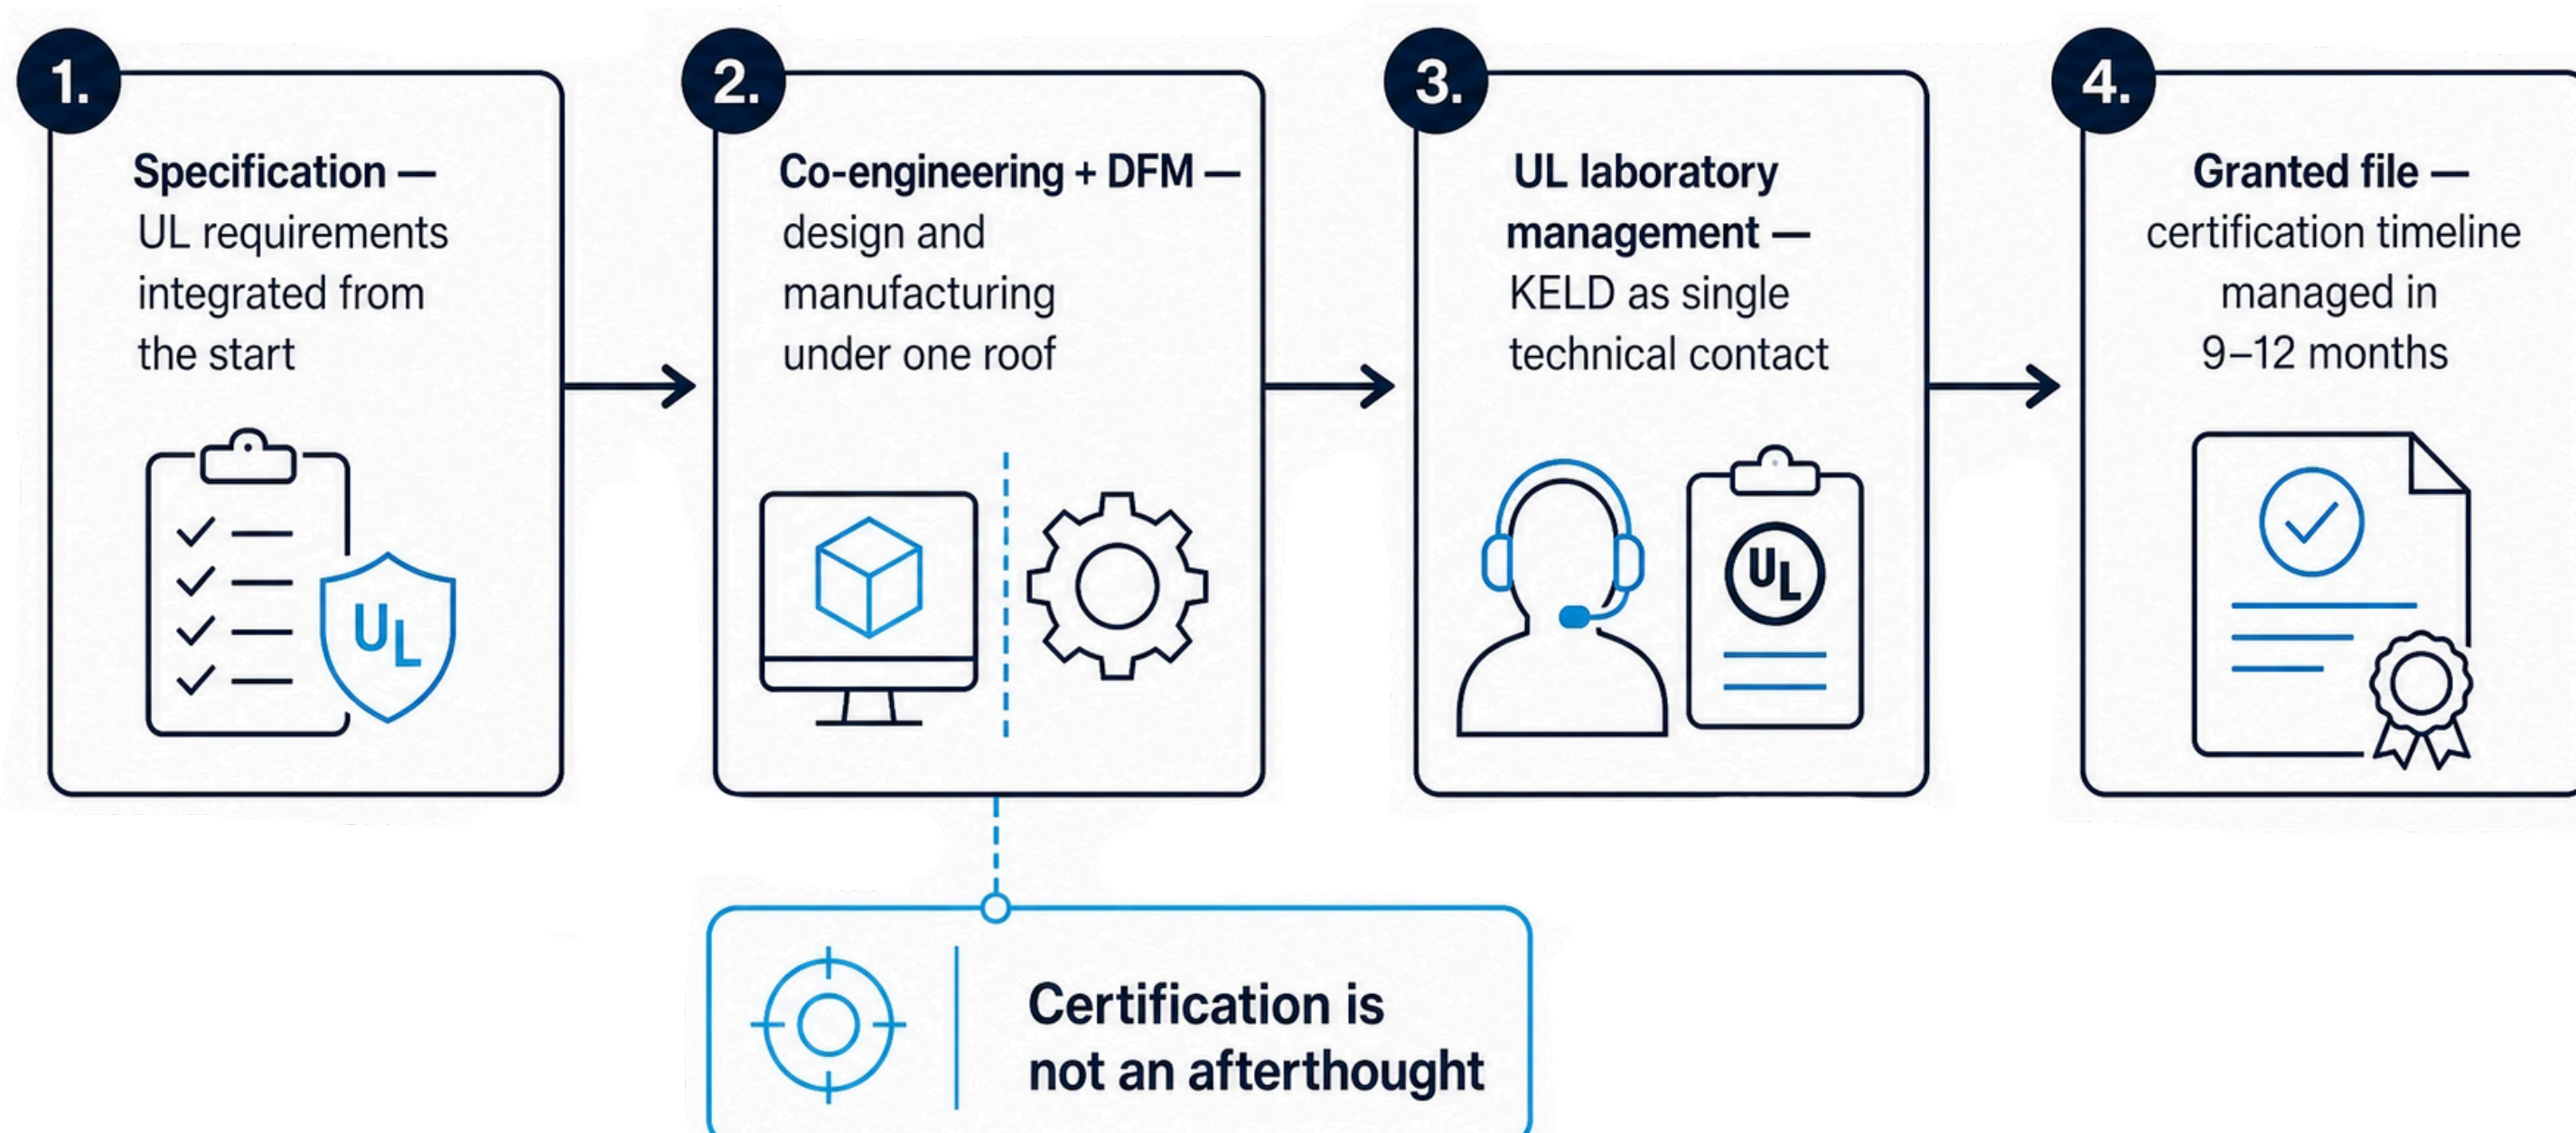 1.
Specification —
UL requirements
integrated from
the start
UL
2.
Co-engineering + DFM —
design and
manufacturing
under one roof
3.
UL laboratory
management —
KELD as single
technical contact
UL
4.
Granted file —
certification timeline
managed in
9–12 months
Certification is
not an afterthought